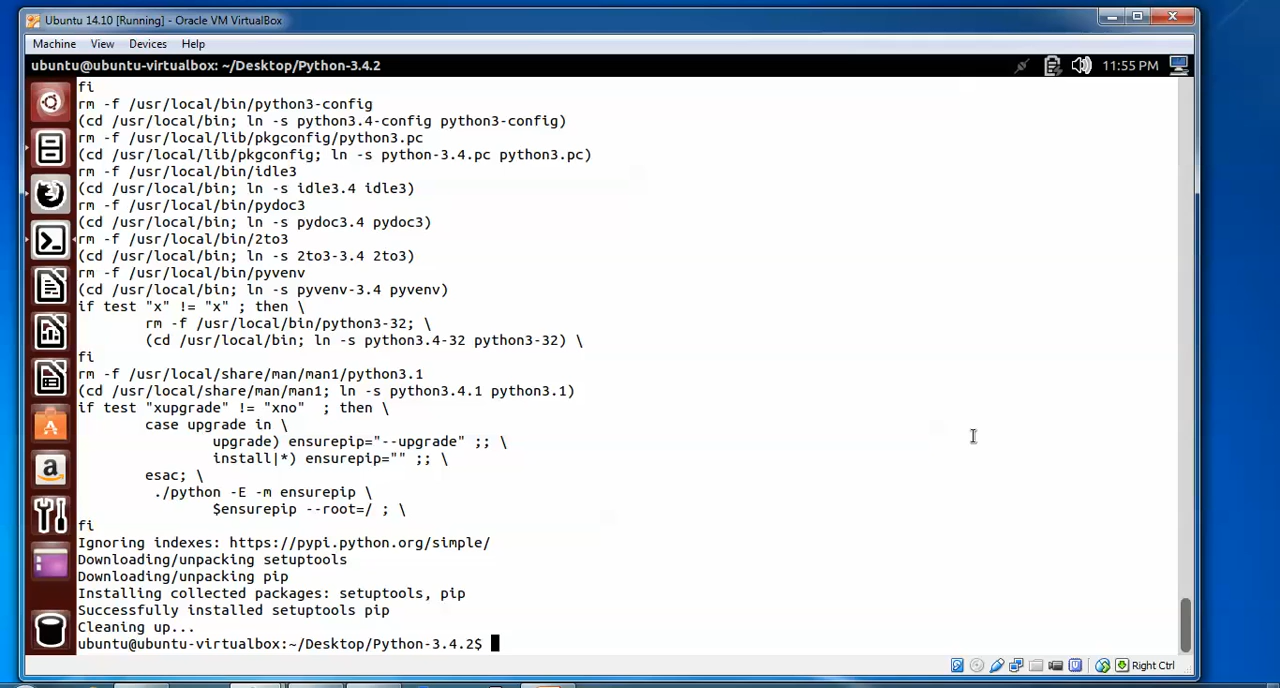 Ubuntu 14.10 [Running] - Oracle VM VirtualBox
Machine View Devices Help
ubuntu@ubuntu-virtualbox: ~/Desktop/Python-3.4.2 11:55 PM
fi
rm -f /usr/local/bin/python3-config
(cd /usr/local/bin; ln -s python3.4-config python3-config)
rm -f /usr/local/lib/pkgconfig/python3.pc
(cd /usr/local/lib/pkgconfig; ln -s python-3.4.pc python3.pc)
rm -f /usr/local/bin/idle3
(cd /usr/local/bin; ln -s idle3.4 idle3)
rm -f /usr/local/bin/pydoc3
(cd /usr/local/bin; ln -s pydoc3.4 pydoc3)
rm -f /usr/local/bin/2to3
(cd /usr/local/bin; ln -s 2to3-3.4 2to3)
rm -f /usr/local/bin/pyvenv
(cd /usr/local/bin; ln -s pyvenv-3.4 pyvenv)
if test "x" != "x" ; then \
rm -f /usr/local/bin/python3-32; \
(cd /usr/local/bin; ln -s python3.4-32 python3-32) \
fi
rm -f /usr/local/share/man/man1/python3.1
(cd /usr/local/share/man/man1; ln -s python3.4.1 python3.1)
if test "xupgrade" != "xno"  ; then \
case upgrade in \
upgrade) ensurepip="--upgrade" ;; \
install|*) ensurepip="" ;; \
esac; \
./python -E -m ensurepip \
$ensurepip --root=/ ; \
fi
Ignoring indexes: https://pypi.python.org/simple/
Downloading/unpacking setuptools
Downloading/unpacking pip
Installing collected packages: setuptools, pip
Successfully installed setuptools pip
Cleaning up...
ubuntu@ubuntu-virtualbox:~/Desktop/Python-3.4.2$
Right Ctrl